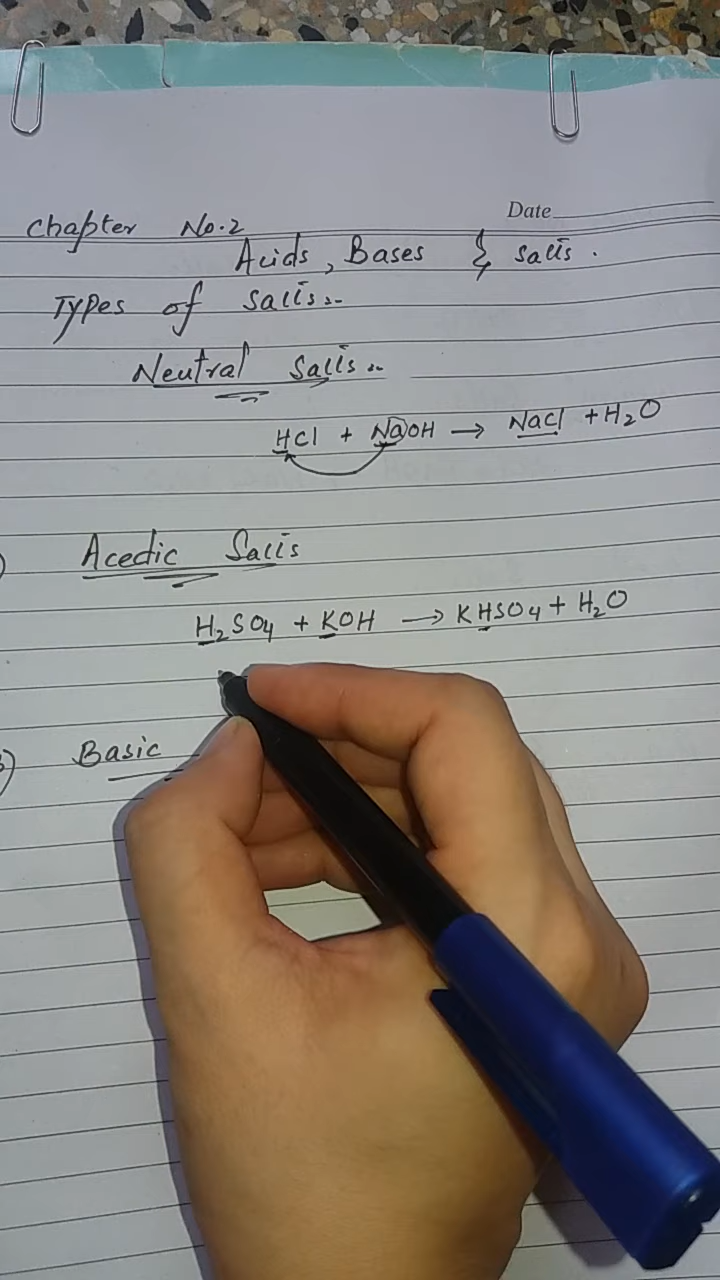 Date
Chapter No.2
Acids, Bases & Salts.
Types of Salts:-
Neutral Salts:-
HCl + NaOH → NaCl + H₂O
Acedic Salts
H₂SO₄ + KOH → KHSO₄ + H₂O
Basic